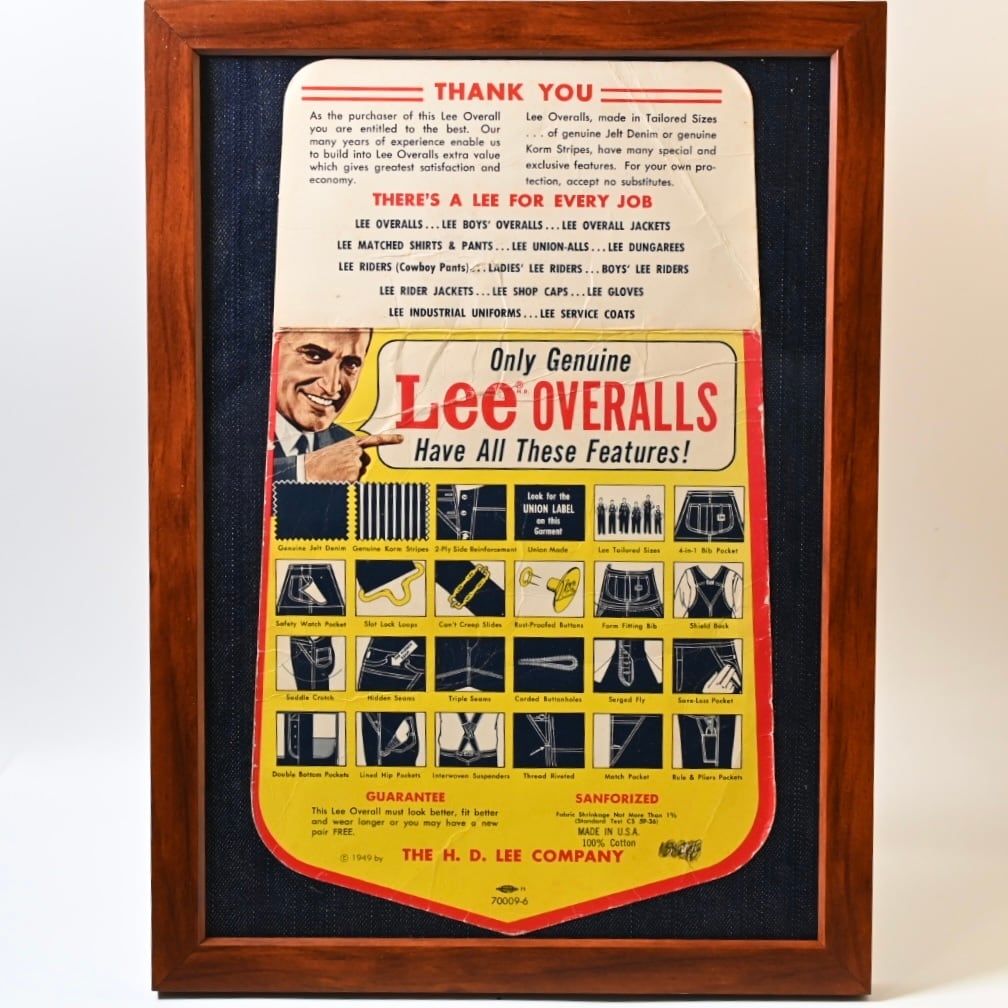 THANK YOU
As the purchaser of this Lee Overall
you are entitled to the best. Our
many years of experience enable us
to build into Lee Overalls extra value
which gives greatest satisfaction and
economy.
Lee Overalls, made in Tailored Sizes
. . . of genuine Jelt Denim or genuine
Korm Stripes, have many special and
exclusive features. For your own pro-
tection, accept no substitutes.
THERE'S A LEE FOR EVERY JOB
LEE OVERALLS...LEE BOYS' OVERALLS...LEE OVERALL JACKETS
LEE MATCHED SHIRTS & PANTS...LEE UNION-ALLS...LEE DUNGAREES
LEE RIDERS (Cowboy Pants)...LADIES' LEE RIDERS...BOYS' LEE RIDERS
LEE RIDER JACKETS...LEE SHOP CAPS...LEE GLOVES
LEE INDUSTRIAL UNIFORMS...LEE SERVICE COATS
Only Genuine
Lee® OVERALLS
Have All These Features!
Look for the
UNION LABEL
on this
Garment
Genuine Jelt Denim Genuine Korm Stripes 2-Ply Side Reinforcement Union Made Lee Tailored Sizes 4-in-1 Bib Pocket
Safety Watch Pocket Slot Lock Loops Can't Creep Slides Rust-Proofed Buttons Form Fitting Bib Shield Back
Saddle Crotch Hidden Seams Triple Seams Corded Buttonholes Serged Fly Save-Loss Pocket
Double Bottom Pockets Lined Hip Pockets Interwoven Suspenders Thread Riveted Match Pocket Rule & Pliers Pockets
GUARANTEE
This Lee Overall must look better, fit better
and wear longer or you may have a new
pair FREE.
SANFORIZED
Fabric Shrinkage Not More Than 1%
(Standard Test CS 59-36)
MADE IN U.S.A.
100% Cotton
© 1949 by THE H. D. LEE COMPANY
70009-6